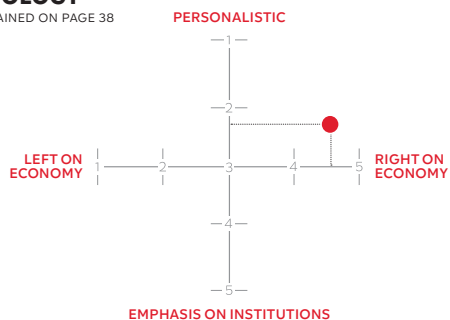 AINED ON PAGE 38
PERSONALISTIC
1
2
LEFT ON
ECONOMY
1
2
3
4
5
RIGHT ON
ECONOMY
4
5
EMPHASIS ON INSTITUTIONS